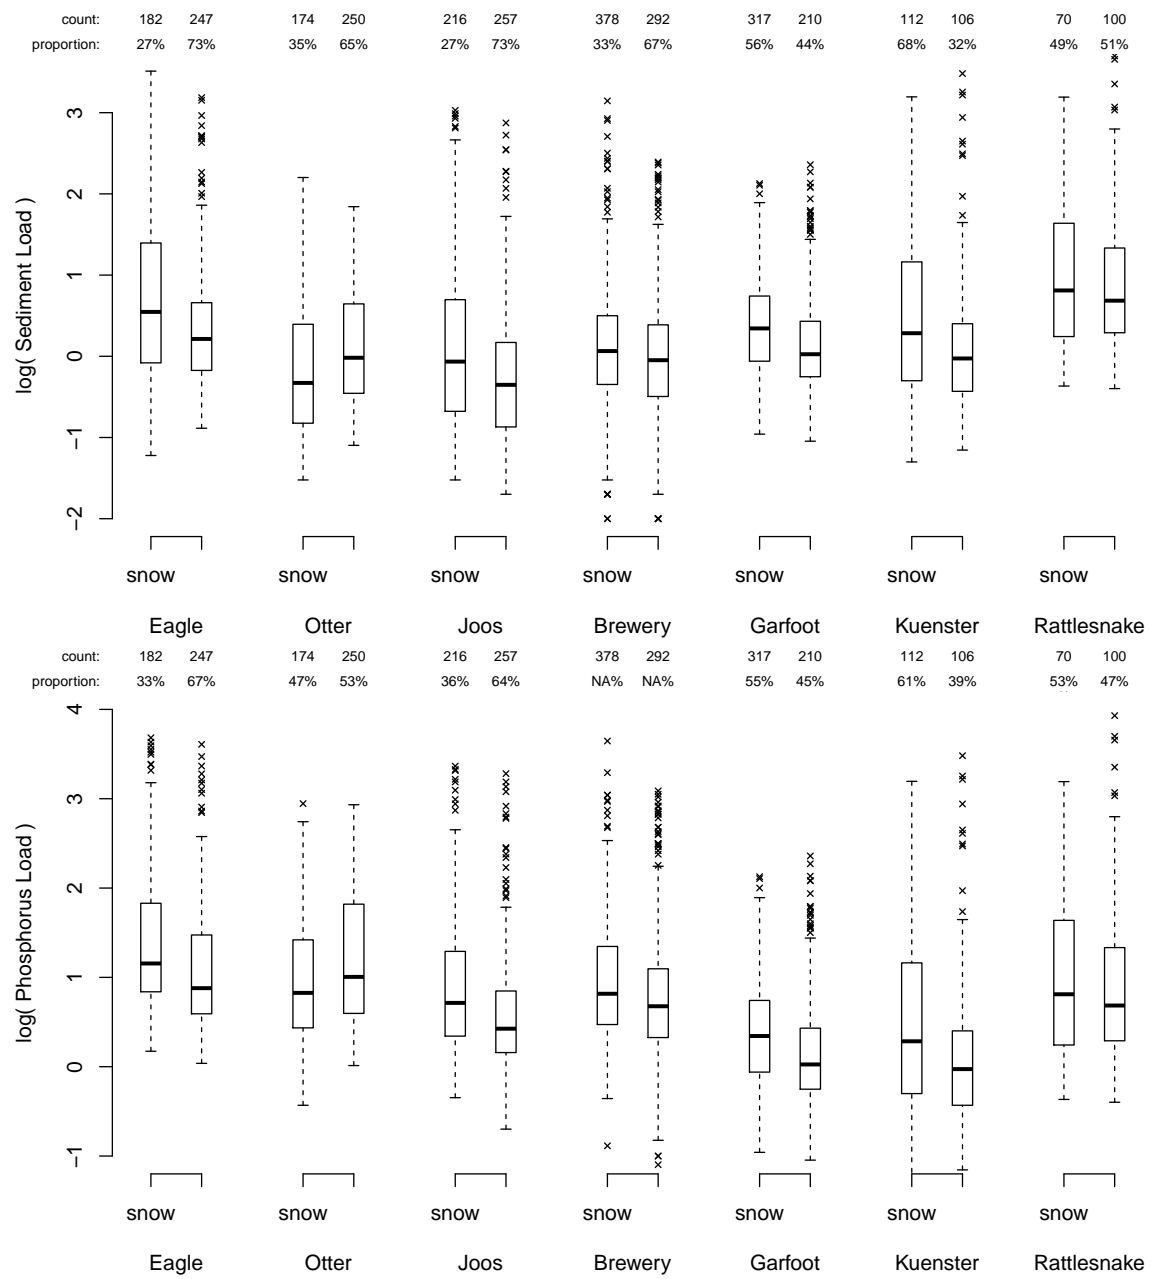 count: 182 247 174 250 216 257 378 292 317 210 112 106 70 100
proportion: 27% 73% 35% 65% 27% 73% 33% 67% 56% 44% 68% 32% 49% 51%
3
2
1
0
−1
−2
log( Sediment Load )
snow snow snow snow snow snow snow
Eagle Otter Joos Brewery Garfoot Kuenster Rattlesnake
count: 182 247 174 250 216 257 378 292 317 210 112 106 70 100
proportion: 33% 67% 47% 53% 36% 64% NA% NA% 55% 45% 61% 39% 53% 47%
4
3
2
1
0
−1
log( Phosphorus Load )
snow snow snow snow snow snow snow
Eagle Otter Joos Brewery Garfoot Kuenster Rattlesnake